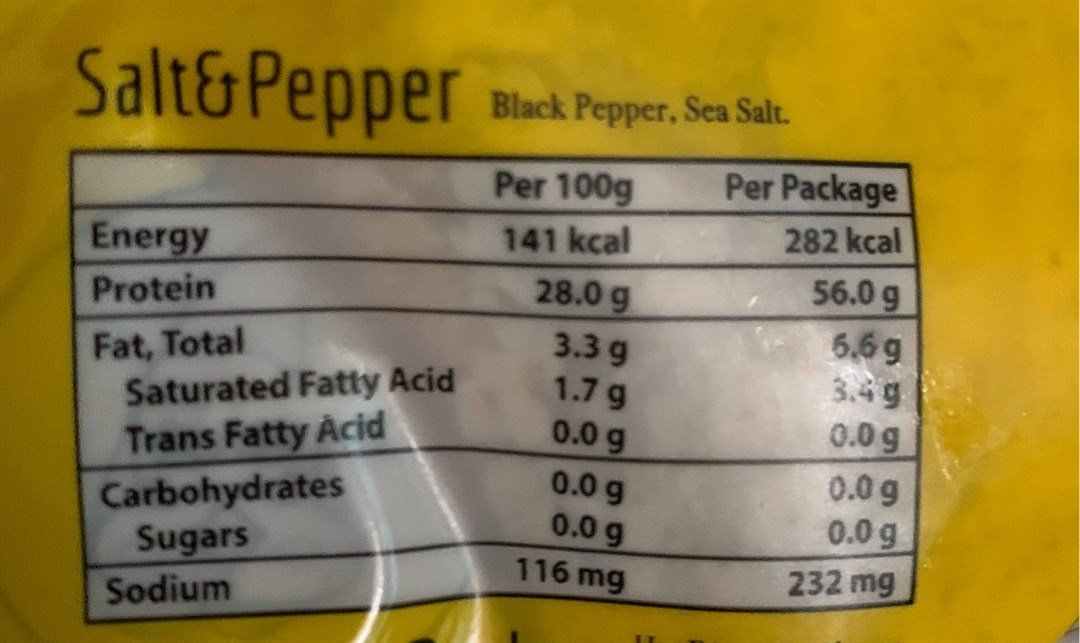 Salt&Pepper Black Pepper, Sea Salt.
Per 100g Per Package
Energy 141 kcal 282 kcal
Protein 28.0 g 56.0 g
Fat, Total 3.3 g 6.6 g
Saturated Fatty Acid 1.7 g 3.4 g
Trans Fatty Acid 0.0 g 0.0 g
Carbohydrates 0.0 g 0.0 g
Sugars 0.0 g 0.0 g
Sodium 116 mg 232 mg